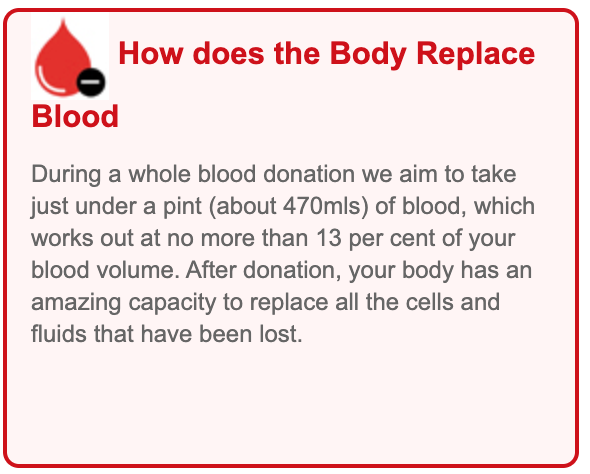 How does the Body Replace
Blood
During a whole blood donation we aim to take
just under a pint (about 470mls) of blood, which
works out at no more than 13 per cent of your
blood volume. After donation, your body has an
amazing capacity to replace all the cells and
fluids that have been lost.